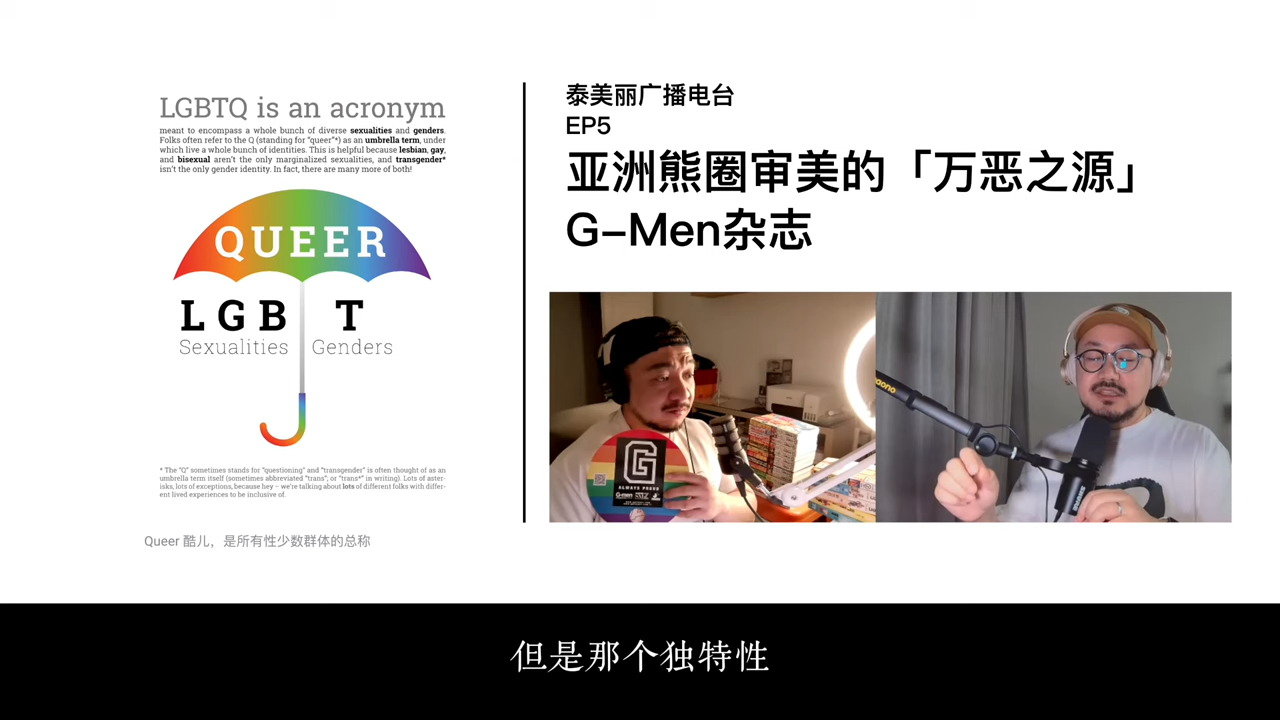 LGBTQ is an acronym
meant to encompass a whole bunch of diverse sexualities and genders.
Folks often refer to the Q (standing for "queer"*) as an umbrella term, under
which live a whole bunch of identities. This is helpful because lesbian, gay,
and bisexual aren't the only marginalized sexualities, and transgender*
isn't the only gender identity. In fact, there are many more of both!
QUEER
L G B T
Sexualities Genders
* The "Q" sometimes stands for "questioning" and "transgender" is often thought of as an
umbrella term itself (sometimes abbreviated "trans", or "trans*" in writing). Lots of aster-
isks, lots of exceptions, because hey – we're talking about lots of different folks with differ-
ent lived experiences to be inclusive of.
Queer 酷儿，是所有性少数群体的总称
泰美丽广播电台
EP5
亚洲熊圈审美的「万恶之源」
G-Men杂志
G
ALWAYS PROUD
G-men
maono
但是那个独特性